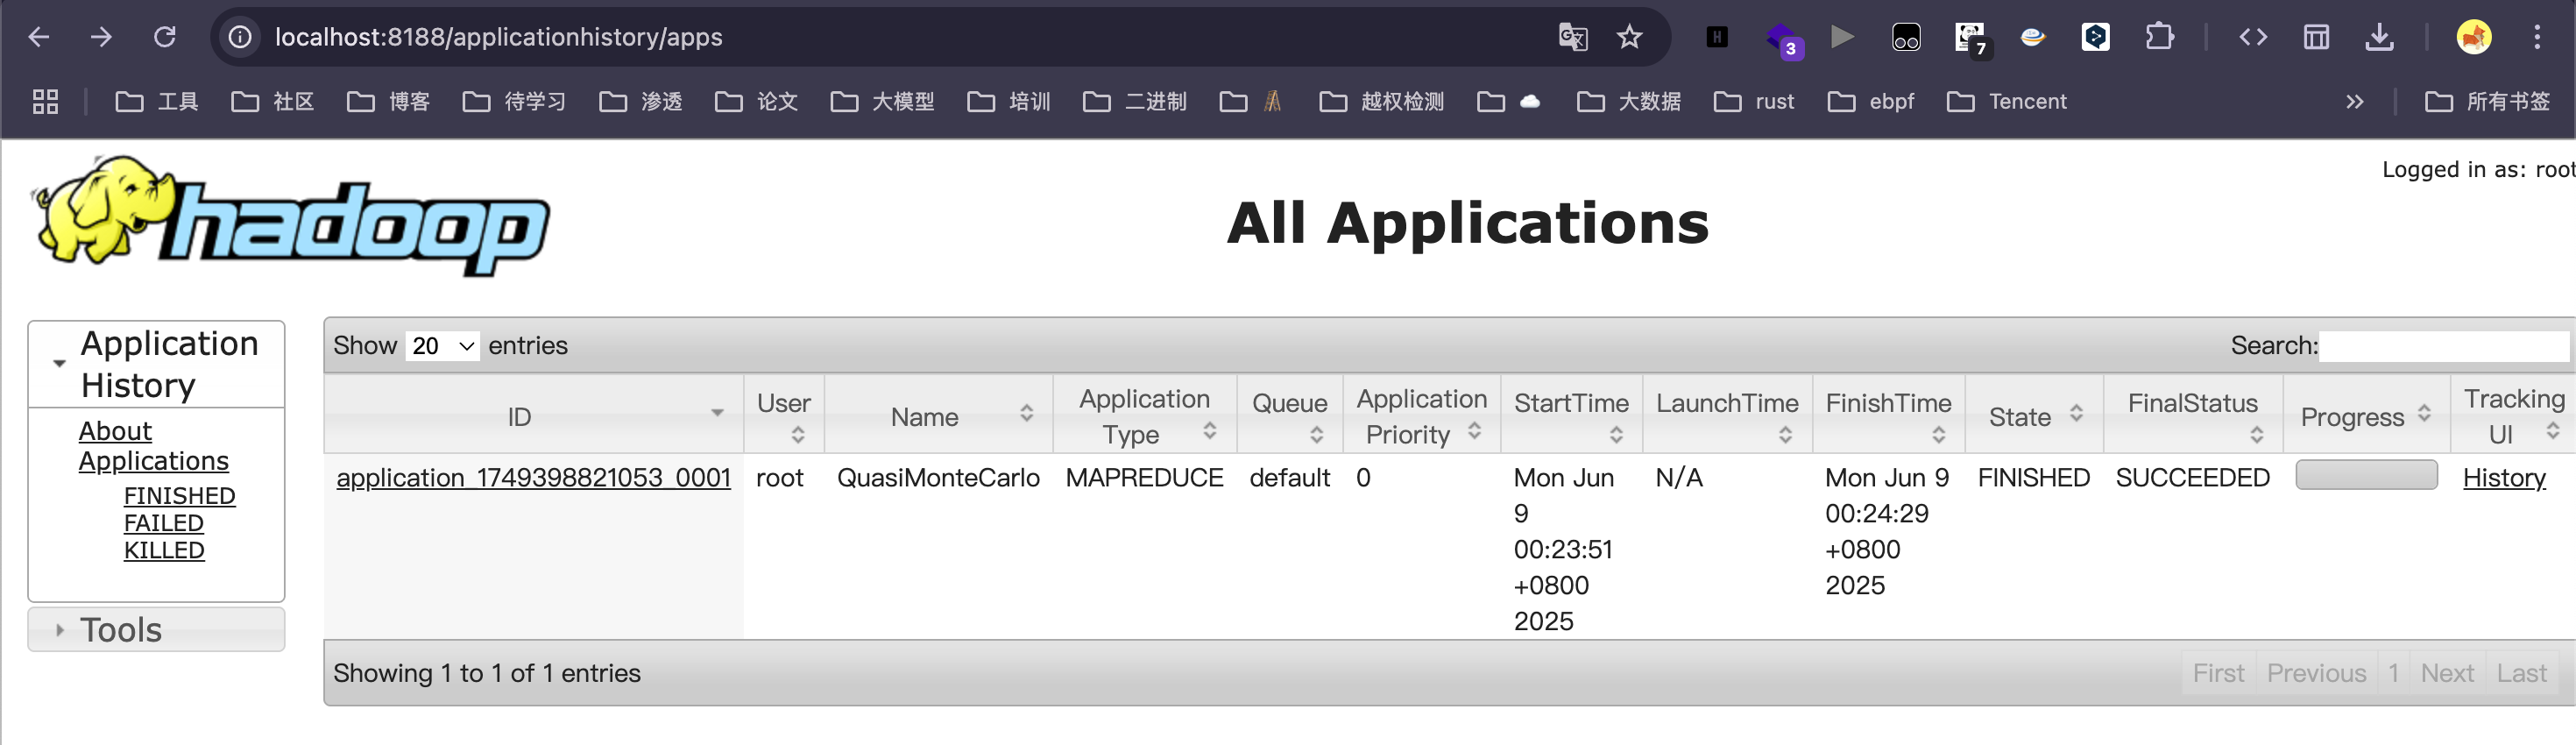 localhost:8188/applicationhistory/apps
H
3
7
工具 社区 博客 待学习 渗透 论文 大模型 培训 二进制 越权检测 大数据 rust ebpf Tencent 所有书签
hadoop
Logged in as: root
All Applications
Application
History
About
Applications
FINISHED
FAILED
KILLED
Tools
Show 20 entries
Search:
ID User Name Application Type Queue Application Priority StartTime LaunchTime FinishTime State FinalStatus Progress Tracking UI
application_1749398821053_0001 root QuasiMonteCarlo MAPREDUCE default 0 Mon Jun 9 00:23:51 +0800 2025 N/A Mon Jun 9 00:24:29 +0800 2025 FINISHED SUCCEEDED History
Showing 1 to 1 of 1 entries
First Previous 1 Next Last